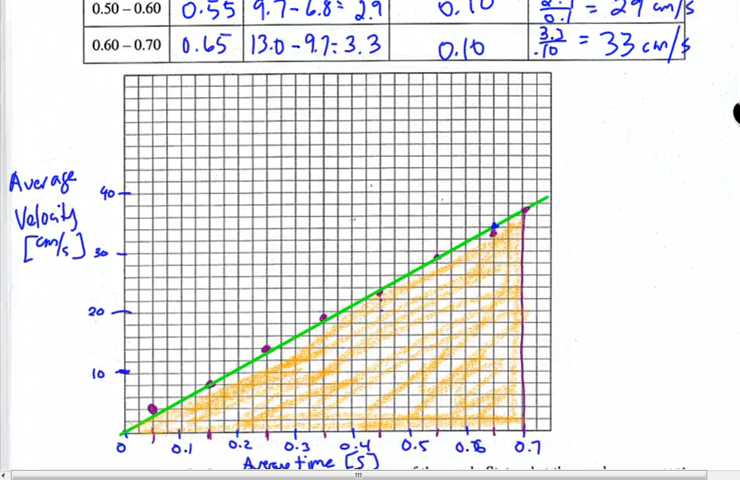 0.50 – 0.60 0.55 9.7 - 6.8 = 2.9 0.10 = 29 cm/s
0.60 – 0.70 0.65 13.0 - 9.7 = 3.3 0.10 3.3/.10 = 33 cm/s
Average
Velocity
[cm/s]
40
30
20
10
0 0.1 0.2 0.3 0.4 0.5 0.6 0.7
Average time [s]